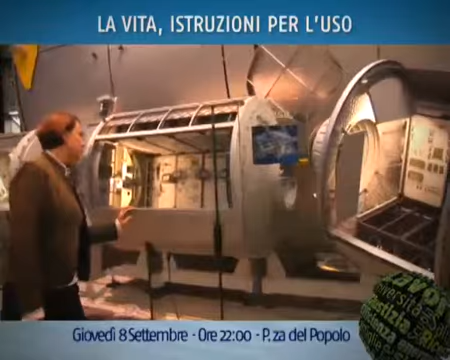 LA VITA, ISTRUZIONI PER L'USO
Giovedì 8 Settembre - Ore 22:00 - P.za del Popolo